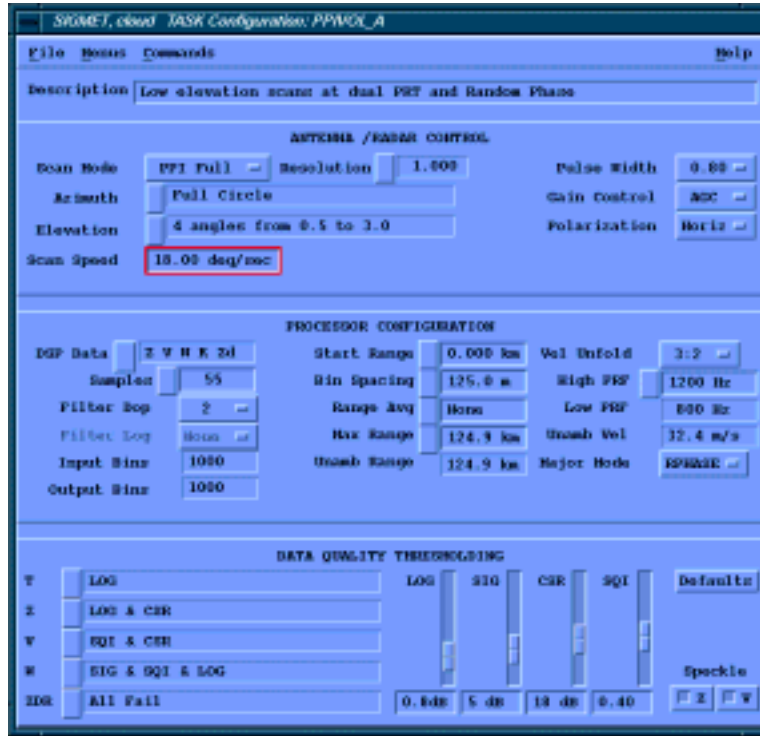 SIGMET, cloud TASK Configuration: PPIVOL_A
File Menus Commands Help
Description Low elevation scans at dual PRT and Random Phase
ANTENNA /RADAR CONTROL
Scan Mode PPI Full Resolution 1.000 Pulse Width 0.80
Azimuth Full Circle Gain Control AGC
Elevation 4 angles from 0.5 to 3.0 Polarization Horiz
Scan Speed 18.00 deg/sec
PROCESSOR CONFIGURATION
DSP Data Z V W K Zd Start Range 0.000 km Vel Unfold 3:2
Samples 55 Bin Spacing 125.0 m High PRF 1200 Hz
Filter Dop 2 Range Avg None Low PRF 800 Hz
Filter Log None Max Range 124.9 km Unamb Vel 32.4 m/s
Input Bins 1000 Unamb Range 124.9 km Major Mode RPHASE
Output Bins 1000
DATA QUALITY THRESHOLDING
T LOG LOG SIG CSR SQI Defaults
Z LOG & CSR
V SQI & CSR
W SIG & SQI & LOG Speckle
ZDR All Fail 0.8dB 5 dB 18 dB 0.40 Z V